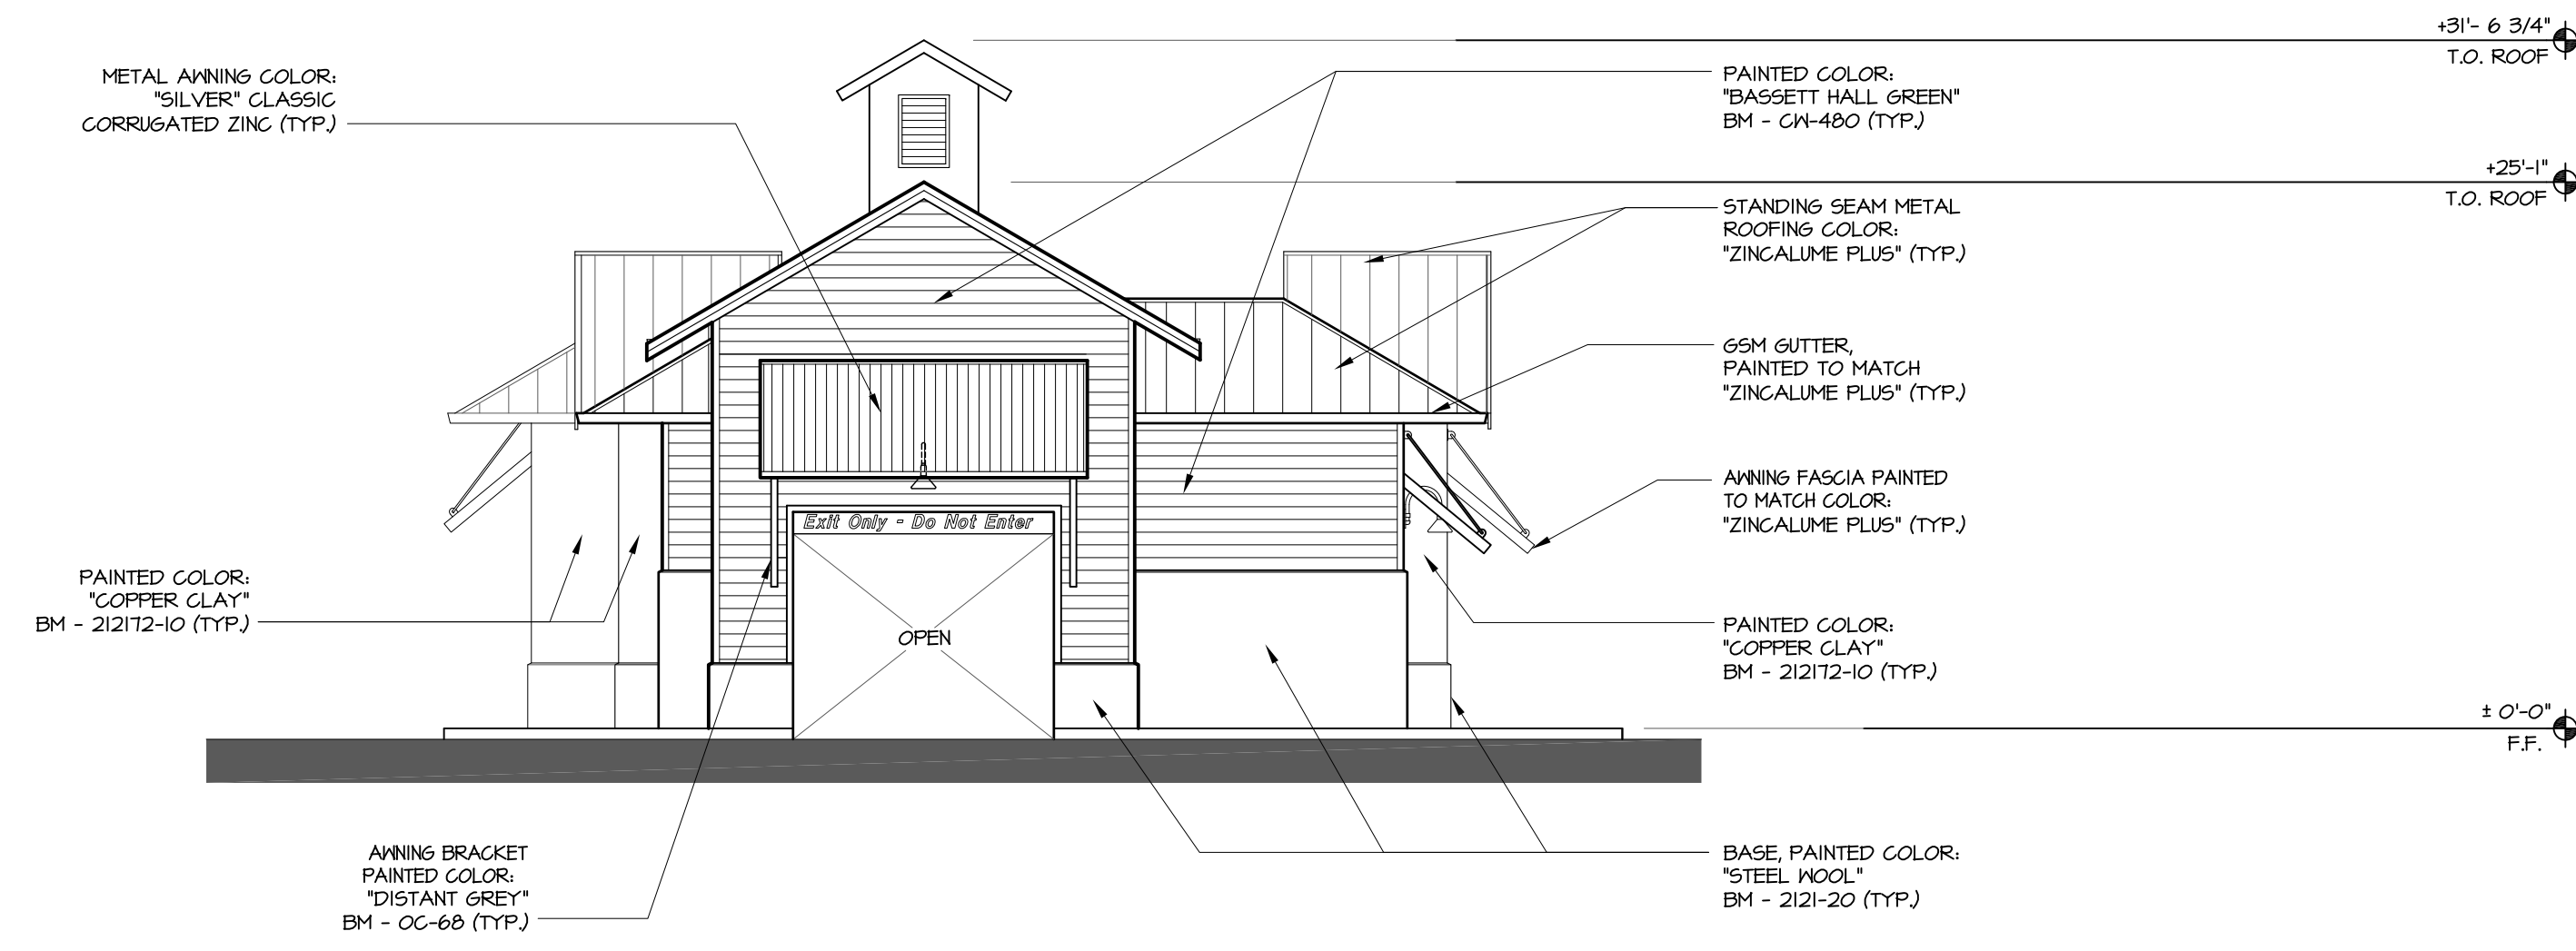 +31'- 6 3/4"
T.O. ROOF
METAL AWNING COLOR:
"SILVER" CLASSIC
CORRUGATED ZINC (TYP.)
PAINTED COLOR:
"BASSETT HALL GREEN"
BM - CW-480 (TYP.)
+25'-1"
T.O. ROOF
STANDING SEAM METAL
ROOFING COLOR:
"ZINCALUME PLUS" (TYP.)
GSM GUTTER,
PAINTED TO MATCH
"ZINCALUME PLUS" (TYP.)
AWNING FASCIA PAINTED
TO MATCH COLOR:
"ZINCALUME PLUS" (TYP.)
Exit Only - Do Not Enter
OPEN
PAINTED COLOR:
"COPPER CLAY"
BM - 212172-10 (TYP.)
PAINTED COLOR:
"COPPER CLAY"
BM - 212172-10 (TYP.)
± 0'-0"
F.F.
AWNING BRACKET
PAINTED COLOR:
"DISTANT GREY"
BM - OC-68 (TYP.)
BASE, PAINTED COLOR:
"STEEL WOOL"
BM - 2121-20 (TYP.)